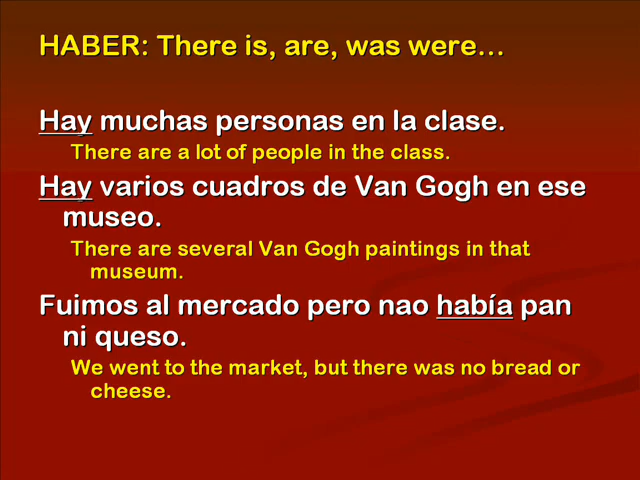 HABER: There is, are, was were…
Hay muchas personas en la clase.
There are a lot of people in the class.
Hay varios cuadros de Van Gogh en ese
museo.
There are several Van Gogh paintings in that
museum.
Fuimos al mercado pero nao había pan
ni queso.
We went to the market, but there was no bread or
cheese.